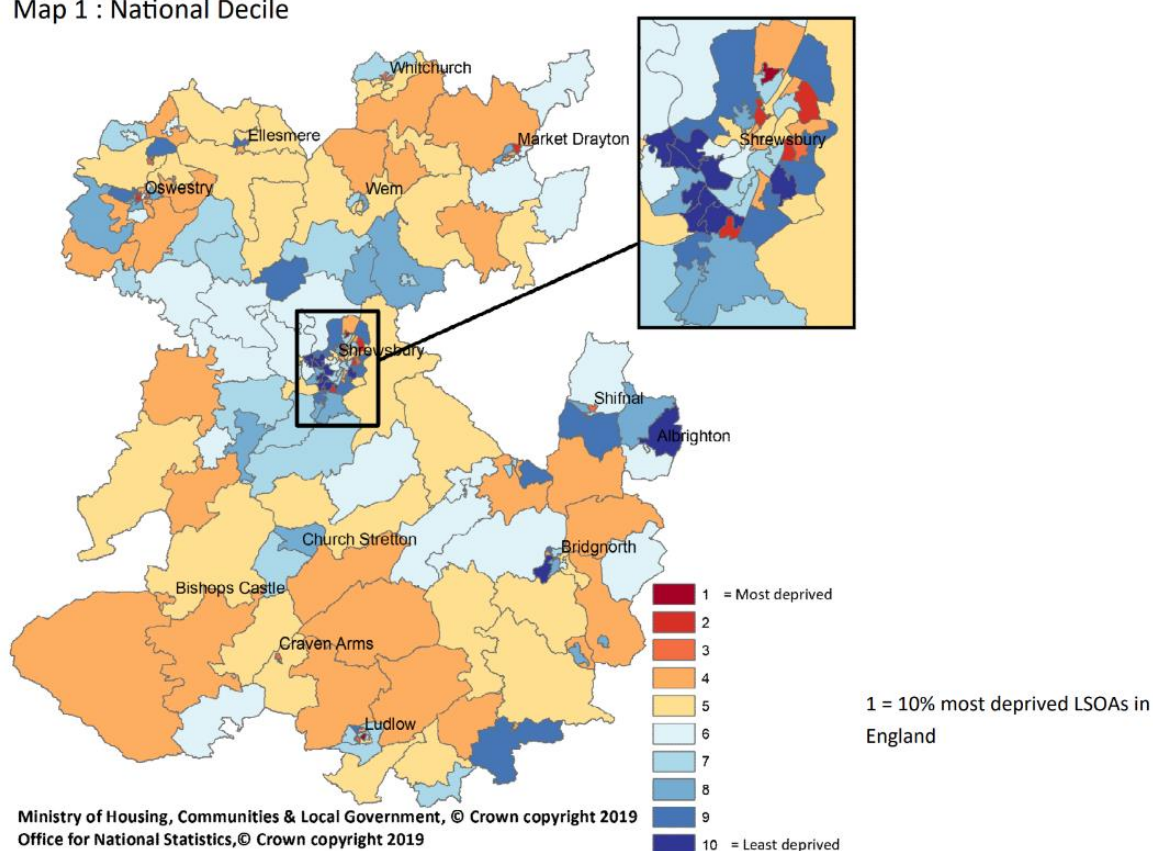 Map 1 : National Decile
Whitchurch
Ellesmere
Market Drayton
Shrewsbury
Oswestry
Wem
Shrewsbury
Shifnal
Albrighton
Church Stretton
Bridgnorth
Bishops Castle
Craven Arms
Ludlow
1 = Most deprived
2
3
4
5
6
7
8
9
10 = Least deprived
1 = 10% most deprived LSOAs in
England
Ministry of Housing, Communities & Local Government, © Crown copyright 2019
Office for National Statistics,© Crown copyright 2019